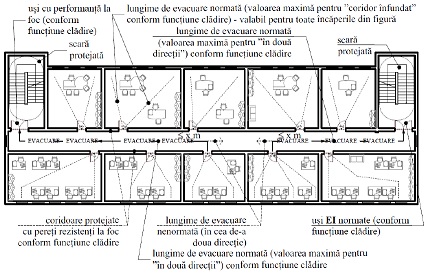 uși cu performanță la
foc (conform
funcțiune clădire)
lungime de evacuare normată (valoarea maximă pentru "coridor înfundat"
conform funcțiune clădire) - valabil pentru toate încăperile din figură
lungime de evacuare normată
(valoarea maximă pentru "în două
direcții") conform funcțiune clădire
scară
protejată
scară
protejată
≤ x m
≤ x m
EVACUARE
EVACUARE
EVACUARE
EVACUARE
EVACUARE
EVACUARE
coridoare protejate
cu pereți rezistenți la foc
conform funcțiune clădire
lungime de evacuare
nenormată (în cea de-a
doua direcție)
uși EI normate (conform
funcțiune clădire)
lungime de evacuare normată (valoarea maximă pentru
"în două direcții") conform funcțiune clădire